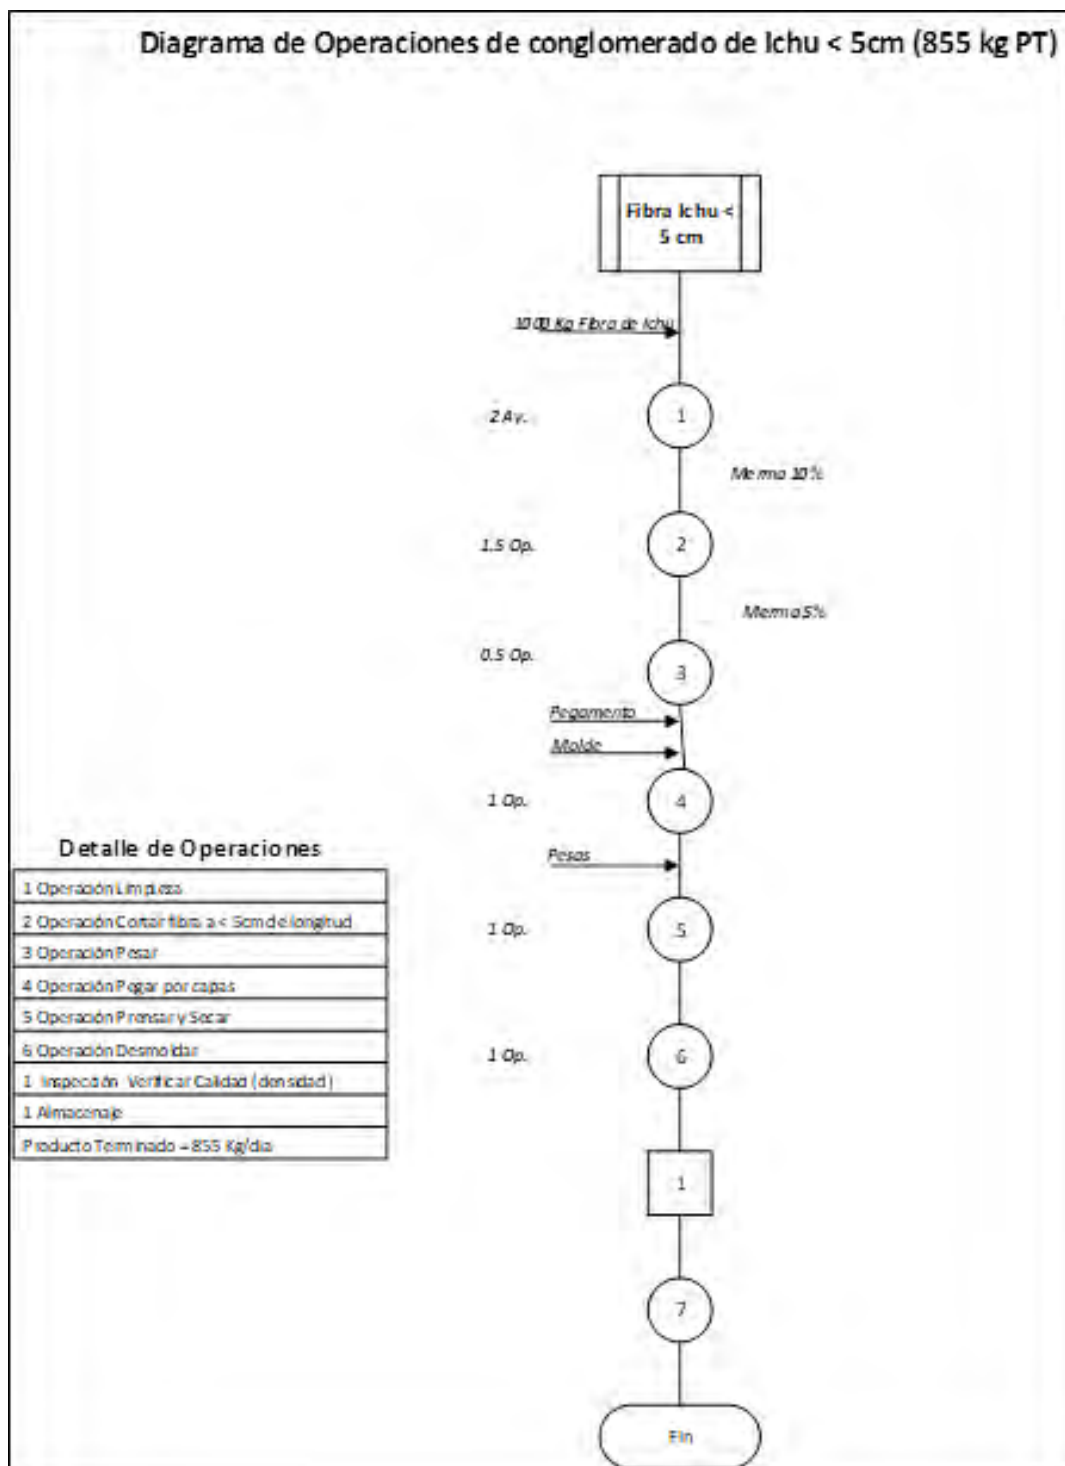 Diagrama de Operaciones de conglomerado de Ichu < 5cm (855 kg PT)
Fibra Ichu <
5 cm
1000 Kg Fibra de Ichu
2 Ay.
1
Merma 10%
1.5 Op.
2
Merma 5%
0.5 Op.
3
Pegamento
Molde
1 Op.
4
Pesas
1 Op.
5
1 Op.
6
1
7
Fin
Detalle de Operaciones
1 Operación Limpieza
2 Operación Cortar fibra a < 5cm de longitud
3 Operación Pesar
4 Operación Pegar por capas
5 Operación Prensar y Secar
6 Operación Desmoldar
1 Inspección Verificar Calidad (densidad)
1 Almacenaje
Producto Terminado = 855 Kg/dia